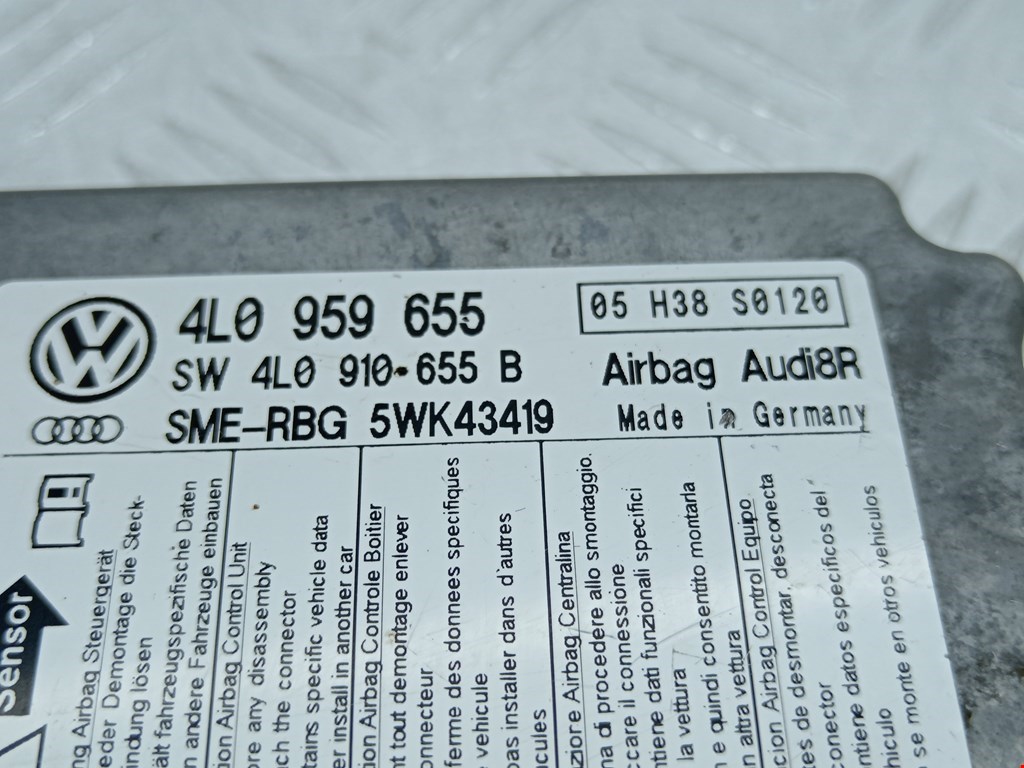 4L0 959 655
05 H38 S0120
SW 4L0 910 655 B
Airbag Audi8R
SME-RBG 5WK43419
Made in Germany
Sensor
Airbag Steuergerät
Demontage die Steck-
lösen
fahrzeugspezifische Daten
andere Fahrzeuge einbauen
Airbag Control Unit
any disassembly
the connector
specific vehicle data
install in another car
Airbag Controle Boitier
tout demontage enlever
connecteur
ferme des donnees specifiques
vehicule
pas installer dans d'autres
Airbag Centralina
di procedere allo smontaggio.
il connessione
dati funzionali specifici
la vettura
e quindi consentito montarla
altra vettura
Airbag Control Equipo
de desmontar, desconecta
conector
datos especificos del
se monte en otros vehiculos